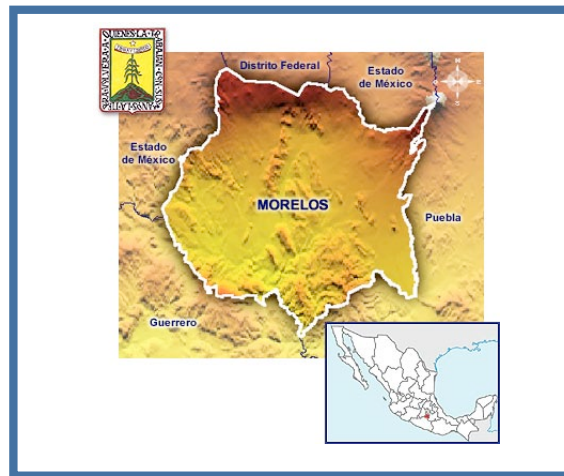 Distrito Federal
Estado
de México
Estado
de México
MORELOS
Puebla
Guerrero